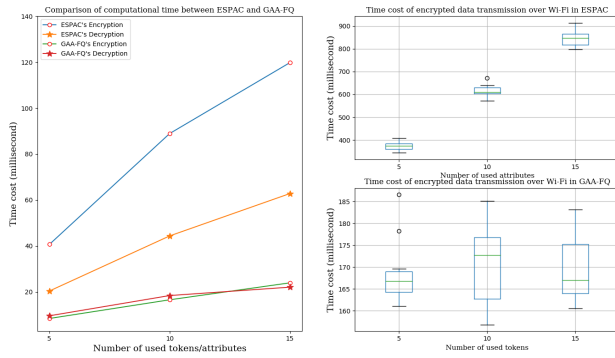 Comparison of computational time between ESPAC and GAA-FQ
140
120
100
80
60
40
20
Time cost (millisecond)
ESPAC's Encryption
ESPAC's Decryption
GAA-FQ's Encryption
GAA-FQ's Decryption
5
10
15
Number of used tokens/attributes
Time cost of encrypted data transmission over Wi-Fi in ESPAC
900
800
700
600
500
400
Time cost (millisecond)
5
10
15
Number of used attributes
Time cost of encrypted data transmission over Wi-Fi in GAA-FQ
185
180
175
170
165
160
Time cost (millisecond)
5
10
15
Number of used tokens